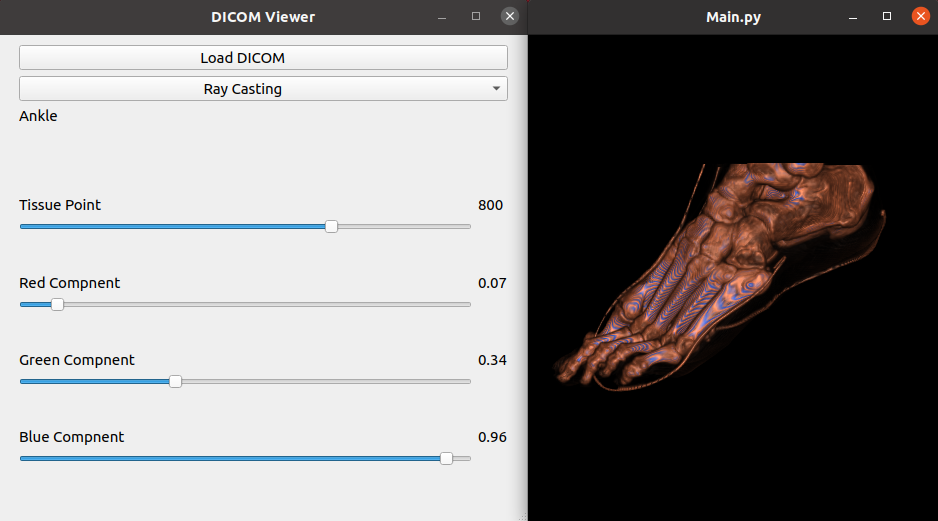 DICOM Viewer
Main.py
Load DICOM
Ray Casting
Ankle
Tissue Point 800
Red Compnent 0.07
Green Compnent 0.34
Blue Compnent 0.96